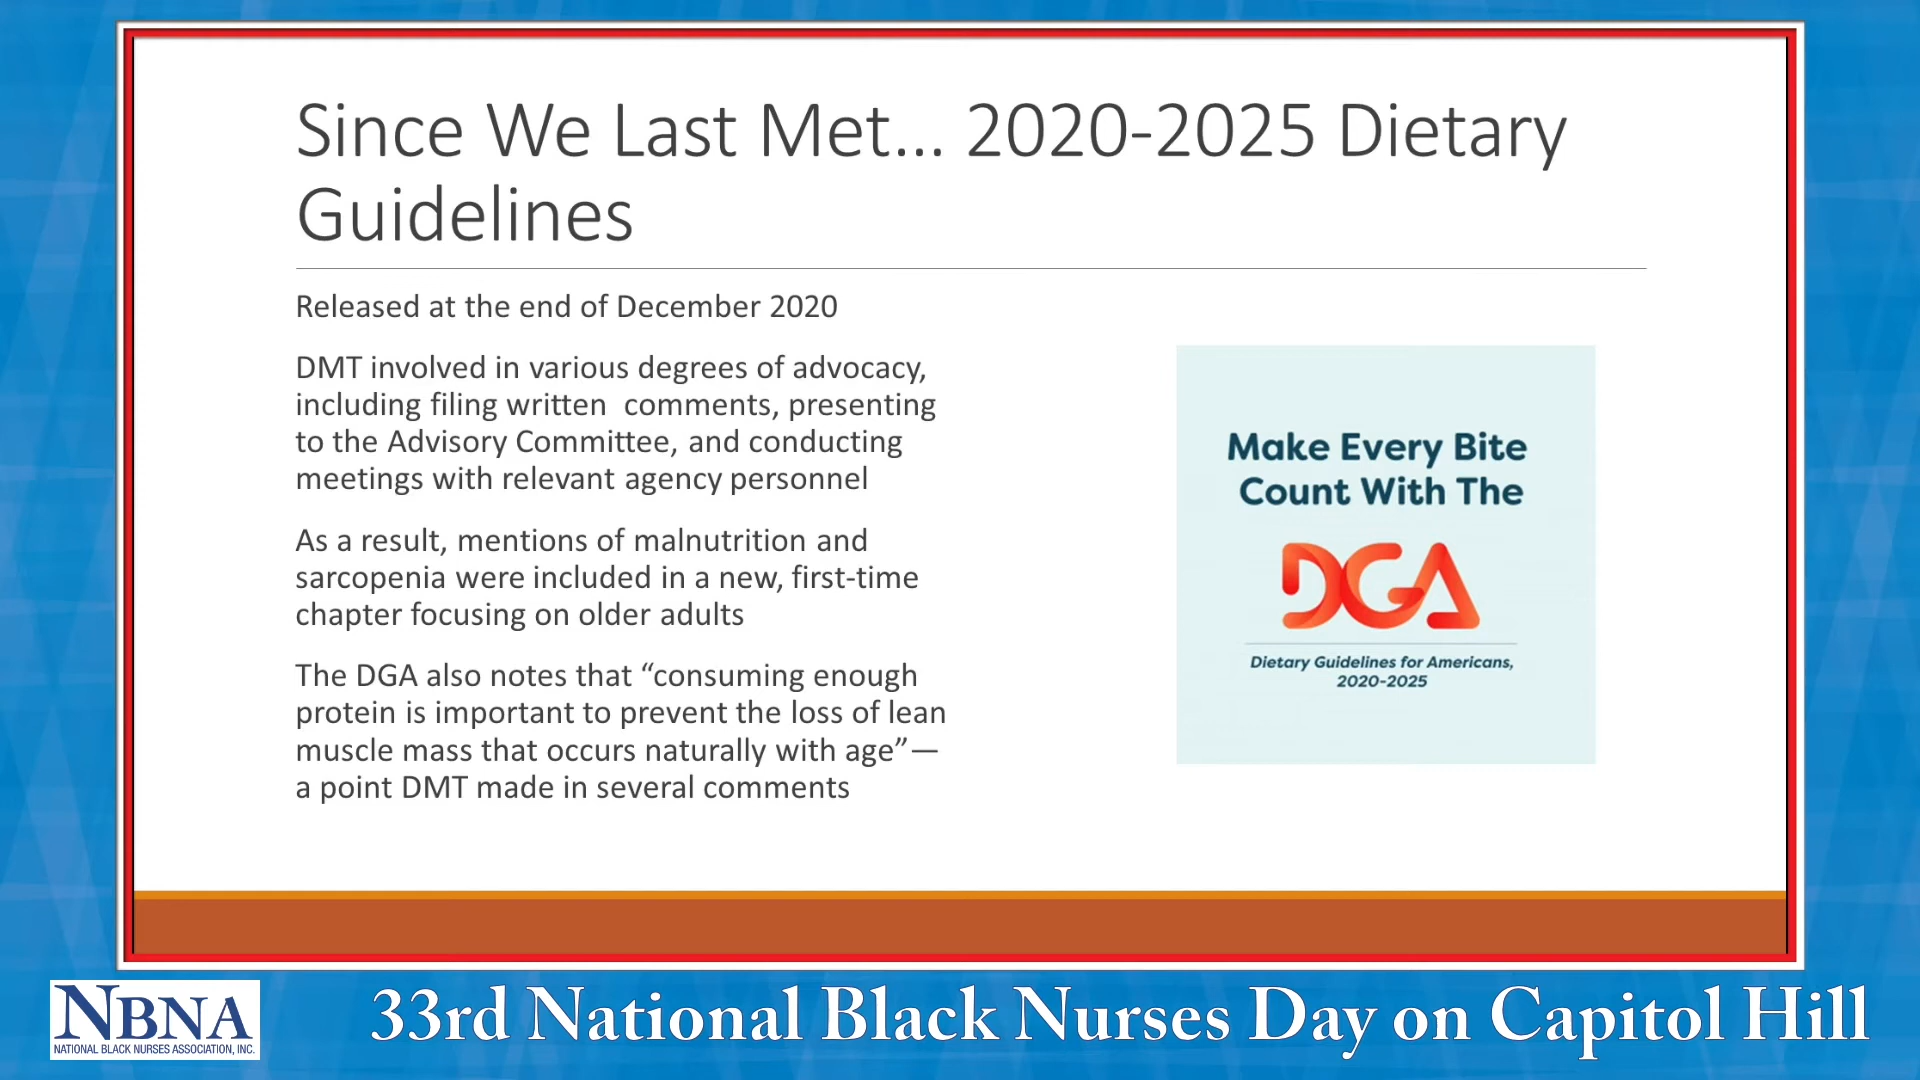 Since We Last Met... 2020-2025 Dietary
Guidelines
Released at the end of December 2020
DMT involved in various degrees of advocacy,
including filing written  comments, presenting
to the Advisory Committee, and conducting
meetings with relevant agency personnel
As a result, mentions of malnutrition and
sarcopenia were included in a new, first-time
chapter focusing on older adults
The DGA also notes that “consuming enough
protein is important to prevent the loss of lean
muscle mass that occurs naturally with age”—
a point DMT made in several comments
Make Every Bite
Count With The
DGA
Dietary Guidelines for Americans,
2020-2025
NBNA
NATIONAL BLACK NURSES ASSOCIATION, INC.
33rd National Black Nurses Day on Capitol Hill